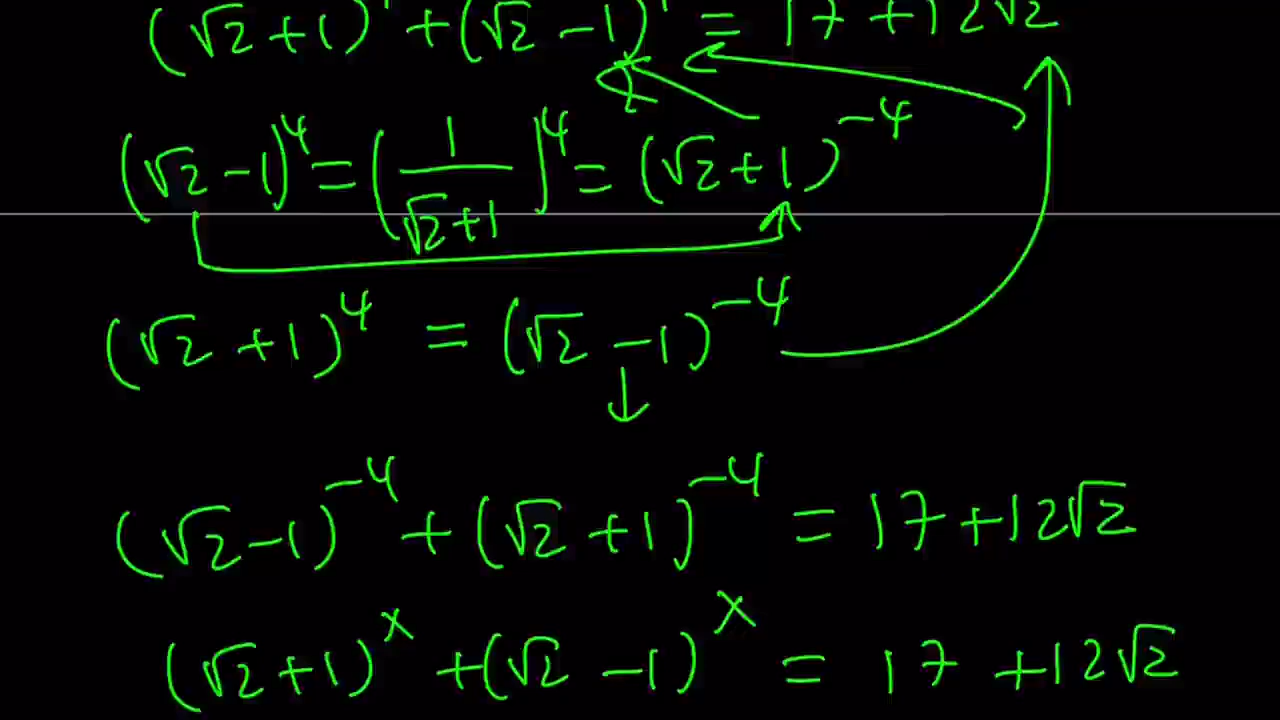 (√2 + 1) + (√2 - 1) = 17 + 12√2
(√2 - 1)^4 = (1/(√2 + 1))^4 = (√2 + 1)^-4
(√2 + 1)^4 = (√2 - 1)^-4
(√2 - 1)^-4 + (√2 + 1)^-4 = 17 + 12√2
(√2 + 1)^x + (√2 - 1)^x = 17 + 12√2